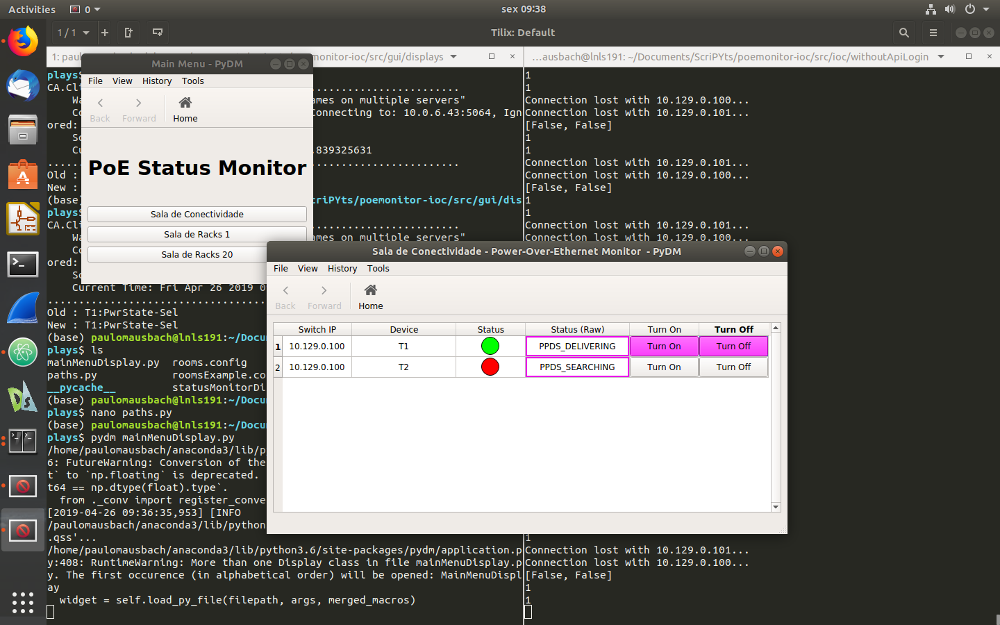 Activities
0
sex 09:38
1 / 1
Tilix: Default
1: pau
monitor-ioc/src/gui/displays
...ausbach@lnls191: ~/Documents/ScriPYts/poemonitor-ioc/src/ioc/withoutApiLogin
Main Menu - PyDM
File View History Tools
Back Forward Home
PoE Status Monitor
Sala de Conectividade
Sala de Racks 1
Sala de Racks 20
plays$
CA.Cli
........................
Wa
ames on multiple servers"
Co
Connecting to: 10.0.6.43:5064, Ign
ored:
So
Cu
.839325631
.....
........................
Old :
New :
(base)
criPYts/poemonitor-ioc/src/gui/dis
plays$
CA.Cli
........................
Wa
ames on multiple servers"
Co
ored:
So
Current Time: Fri Apr 26 2019 0
...................................
Old : T1:PwrState-Sel
New : T1:PwrState-Sel
(base) paulomausbach@lnls191:~/Docu
plays$ ls
mainMenuDisplay.py rooms.config
paths.py roomsExample.co
__pycache__ statusMonitorDi
(base) paulomausbach@lnls191:~/Docu
plays$ nano paths.py
(base) paulomausbach@lnls191:~/Docu
plays$ pydm mainMenuDisplay.py
/home/paulomausbach/anaconda3/lib/p
6: FutureWarning: Conversion of the
t` to `np.floating` is deprecated.
t64 == np.dtype(float).type`.
from ._conv import register_conve
[2019-04-26 09:36:35,953] [INFO
/paulomausbach/anaconda3/lib/python
.qss'...
/home/paulomausbach/anaconda3/lib/python3.6/site-packages/pydm/application.p
y:408: RuntimeWarning: More than one Display class in file mainMenuDisplay.p
y. The first occurence (in alphabetical order) will be opened: MainMenuDispl
ay
widget = self.load_py_file(filepath, args, merged_macros)
1
1
Connection lost with 10.129.0.100...
Connection lost with 10.129.0.101...
[False, False]
1
1
Connection lost with 10.129.0.101...
Connection lost with 10.129.0.100...
[False, False]
1
1
Connection lost with 10.129.0.101...
Connection lost with 10.129.0.100...
Sala de Conectividade - Power-Over-Ethernet Monitor - PyDM
File View History Tools
Back Forward Home
Switch IP Device Status Status (Raw) Turn On Turn Off
1 10.129.0.100 T1 PPDS_DELIVERING Turn On Turn Off
2 10.129.0.100 T2 PPDS_SEARCHING Turn On Turn Off
1
Connection lost with 10.129.0.101...
Connection lost with 10.129.0.100...
[False, False]
1
1